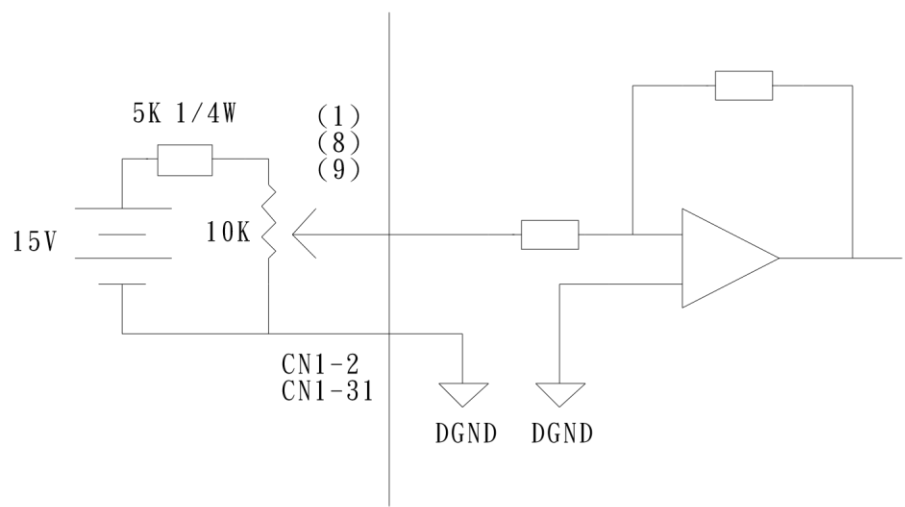 5K 1/4W
(1)
(8)
(9)
15V
10K
CN1-2
CN1-31
DGND
DGND